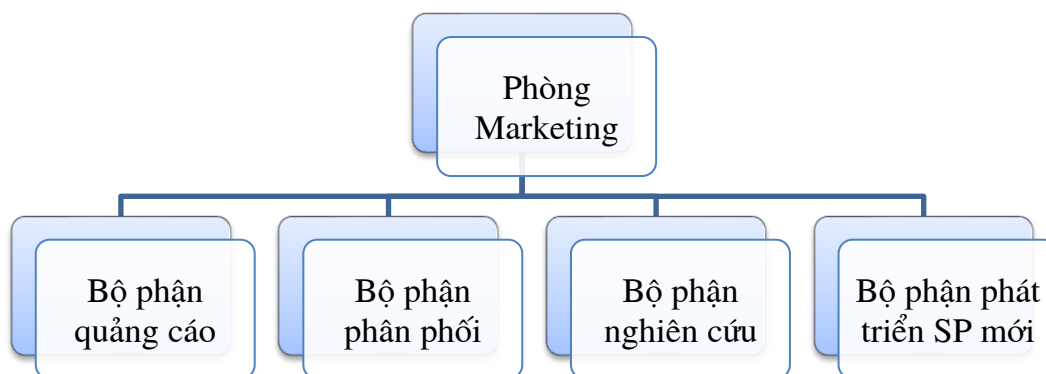 Phòng
Marketing
Bộ phận
quảng cáo
Bộ phận
phân phối
Bộ phận
nghiên cứu
Bộ phận phát
triển SP mới